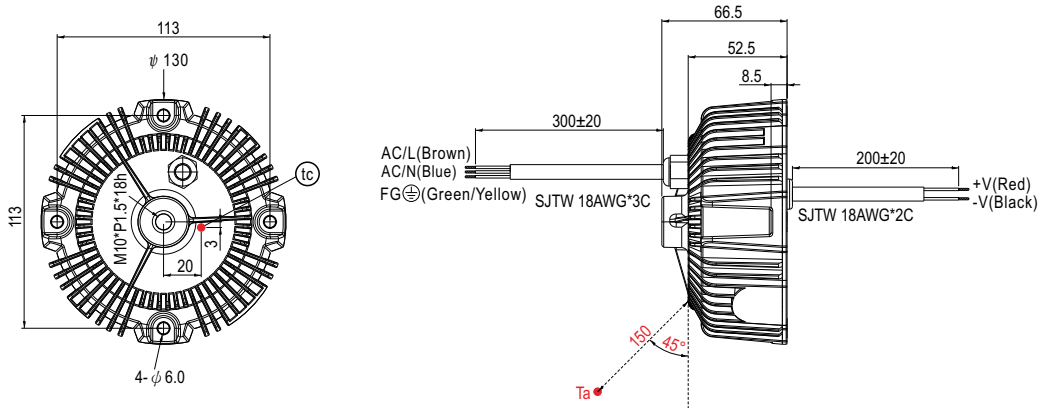 113
ψ 130
113
M10*P1.5*18h
tc
3
20
4- ϕ 6.0
66.5
52.5
8.5
300±20
AC/L(Brown)
AC/N(Blue)
FG⏚(Green/Yellow)
SJTW 18AWG*3C
200±20
+V(Red)
-V(Black)
SJTW 18AWG*2C
150
45°
Ta